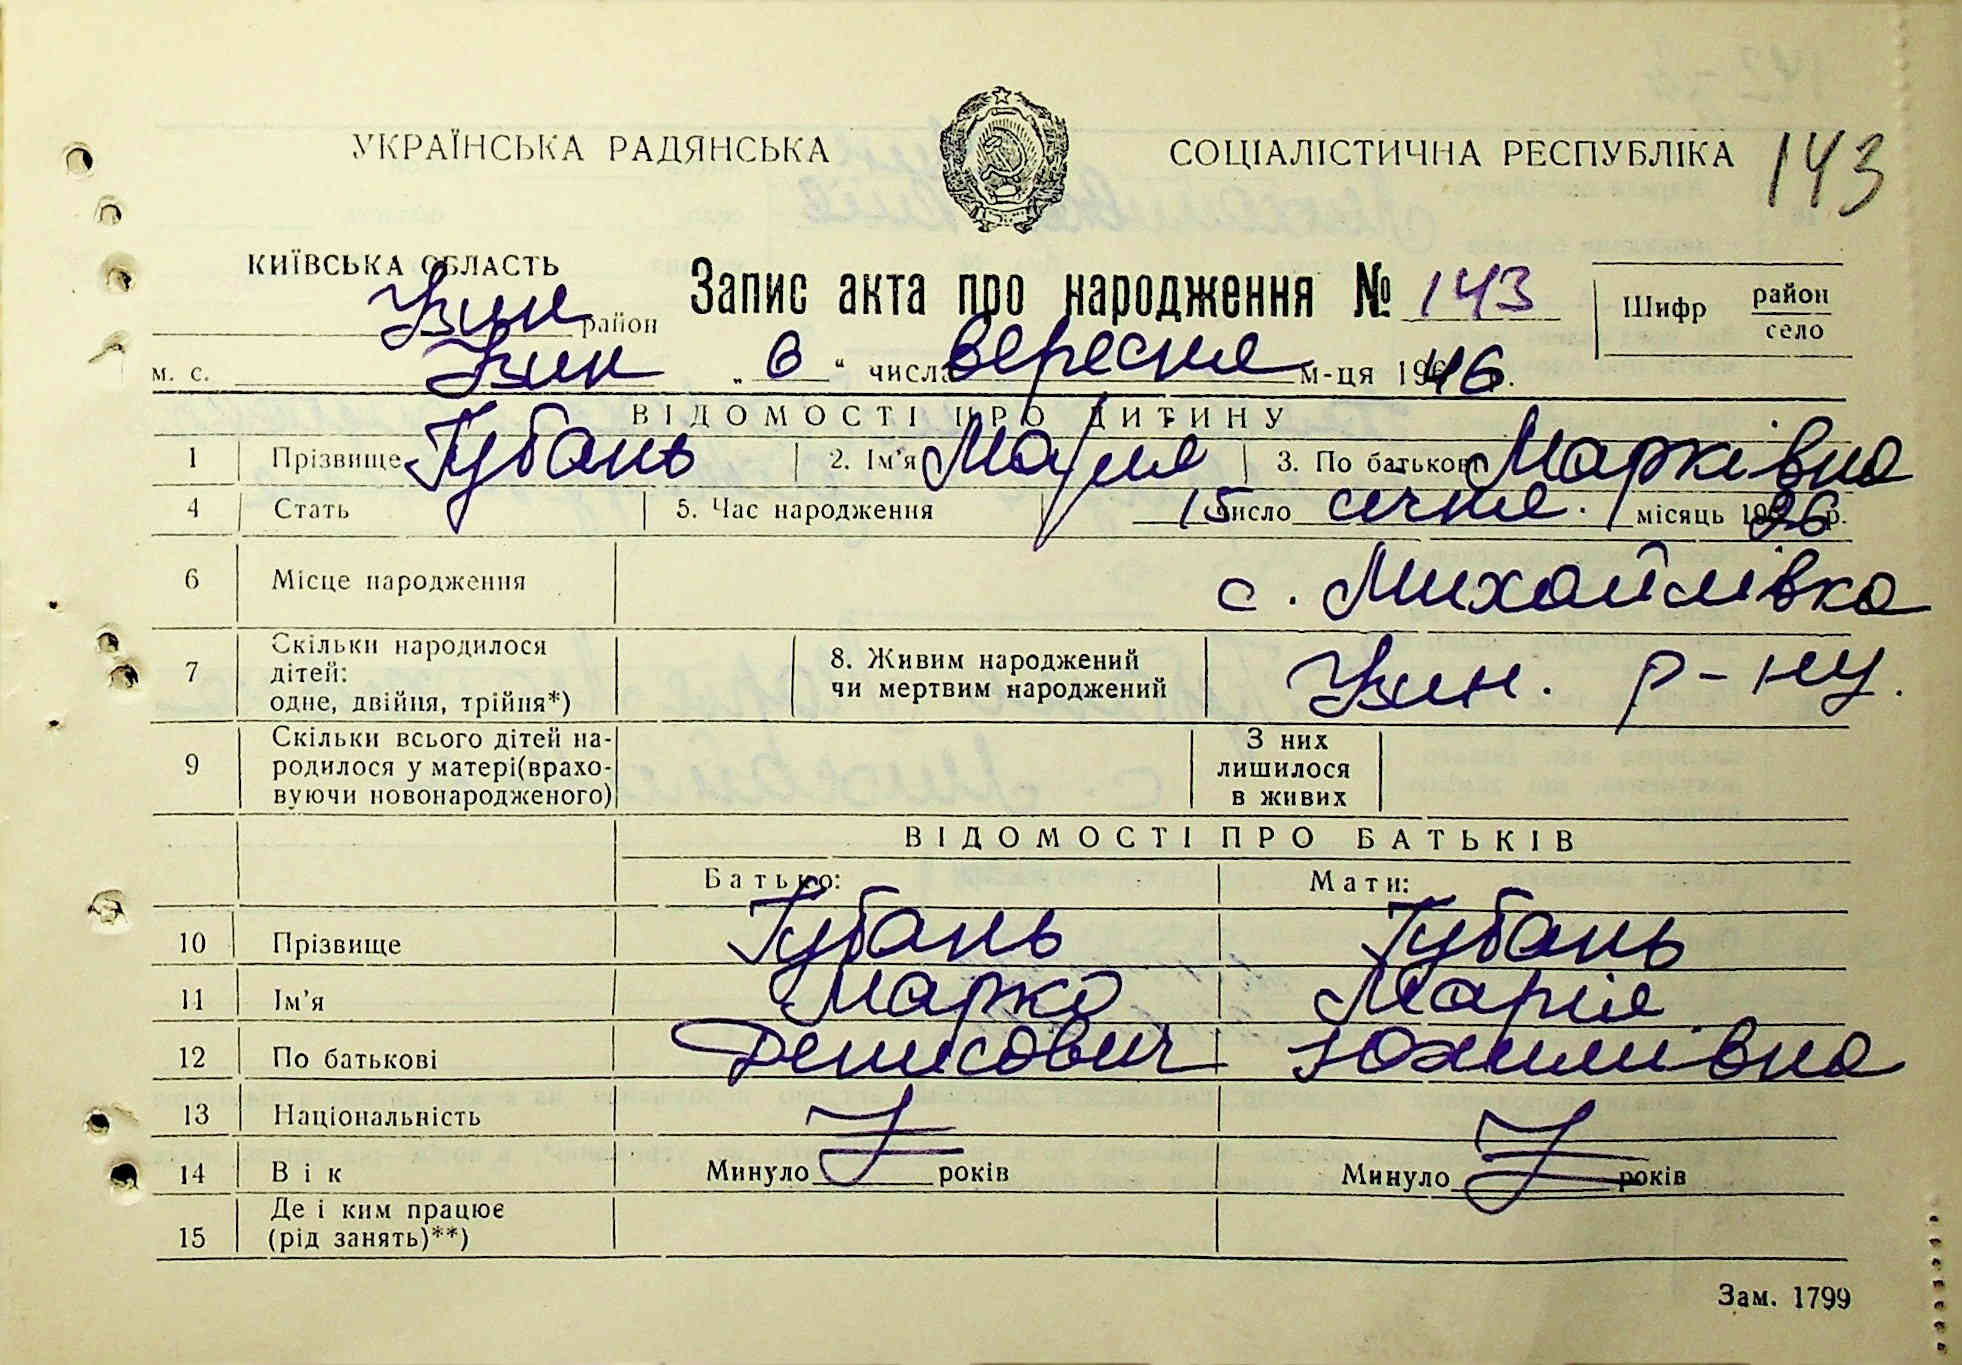 143
УКРАЇНСЬКА РАДЯНСЬКА СОЦІАЛІСТИЧНА РЕСПУБЛІКА
КИЇВСЬКА ОБЛАСТЬ
Узин район
Запис акта про народження № 143
Шифр район село
м. с. Узин „6“ числа вересня м-ця 1946.
ВІДОМОСТІ ПРО ДИТИНУ
1 Прізвище Губань 2. Ім'я Марія 3. По батькові Марківна
4 Стать 5. Час народження 15 число січня. місяць 1926 р.
6 Місце народження с. Михайлівка
7 Скільки народилося дітей: одне, двійня, трійня*) 8. Живим народжений чи мертвим народжений Узин. р-ну.
9 Скільки всього дітей народилося у матері(враховуючи новонародженого) З них лишилося в живих
ВІДОМОСТІ ПРО БАТЬКІВ
Батько: Мати:
10 Прізвище Губань Губань
11 Ім'я Марко Марія
12 По батькові Денисович Юхимівна
13 Національність
14 Вік Минуло років Минуло років
15 Де і ким працює (рід занять)**)
Зам. 1799